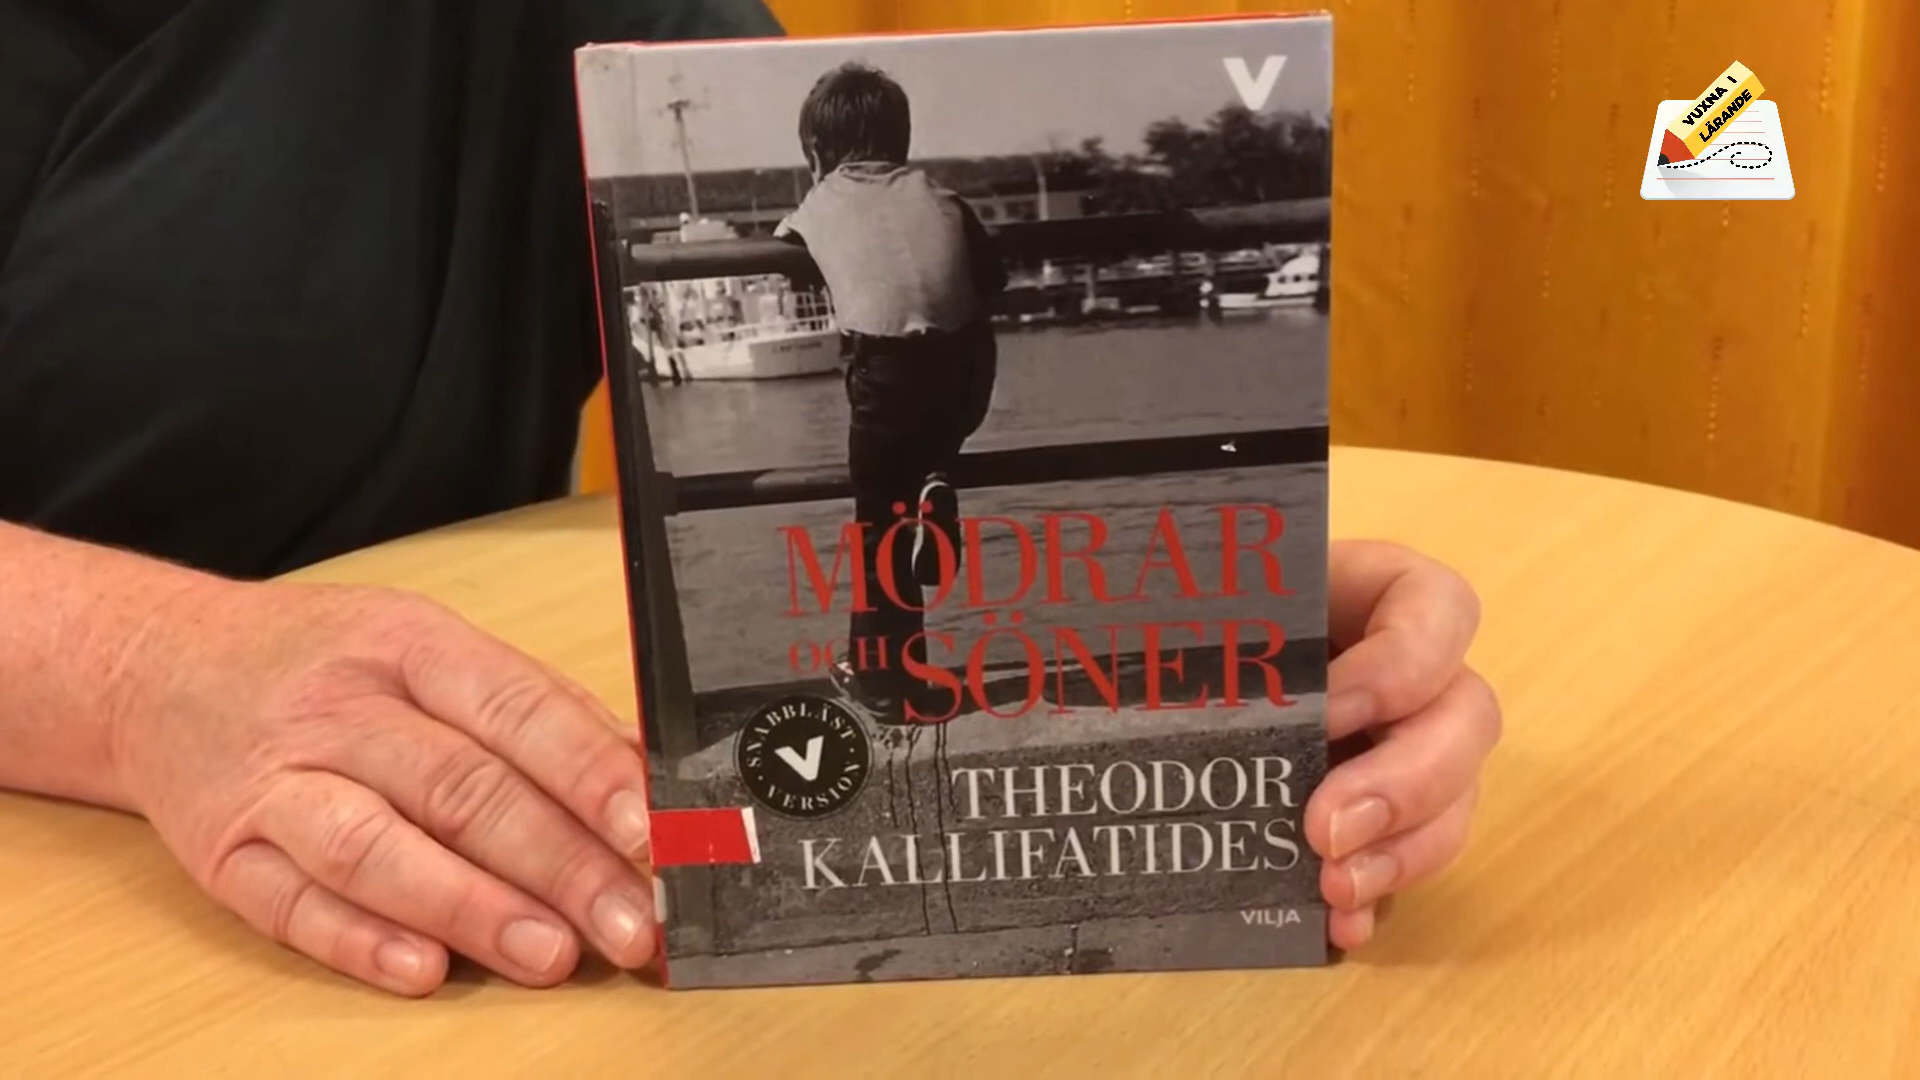 VUXNA I
LÄRANDE
V
MÖDRAR
OCH SÖNER
SNABBLÄST
V
VERSION
THEODOR
KALLIFATIDES
VILJA